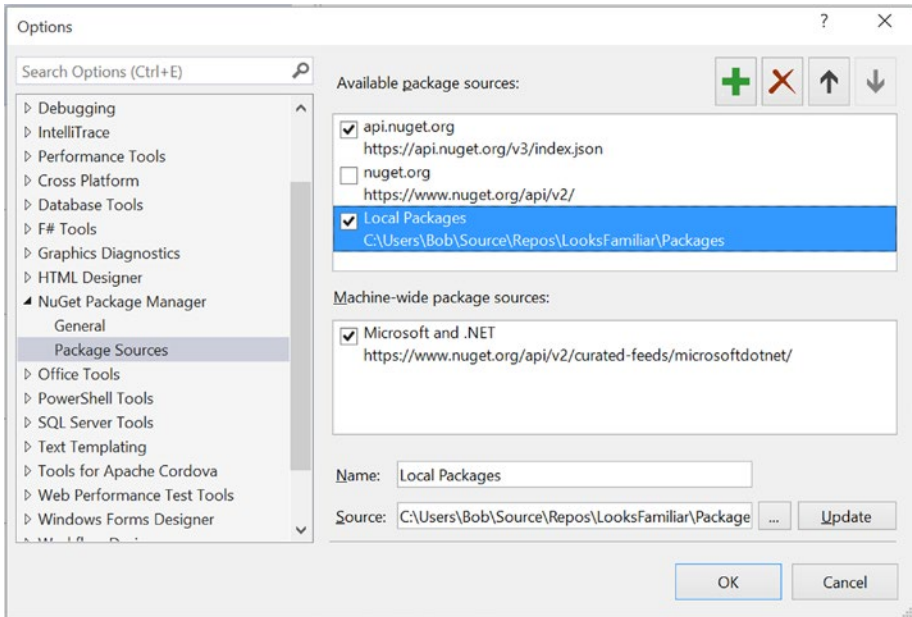 Options
Search Options (Ctrl+E)
Debugging
IntelliTrace
Performance Tools
Cross Platform
Database Tools
F# Tools
Graphics Diagnostics
HTML Designer
NuGet Package Manager
General
Package Sources
Office Tools
PowerShell Tools
SQL Server Tools
Text Templating
Tools for Apache Cordova
Web Performance Test Tools
Windows Forms Designer
Available package sources:
api.nuget.org
https://api.nuget.org/v3/index.json
nuget.org
https://www.nuget.org/api/v2/
Local Packages
C:\Users\Bob\Source\Repos\LooksFamiliar\Packages
Machine-wide package sources:
Microsoft and .NET
https://www.nuget.org/api/v2/curated-feeds/microsoftdotnet/
Name: Local Packages
Source: C:\Users\Bob\Source\Repos\LooksFamiliar\Package ... Update
OK Cancel